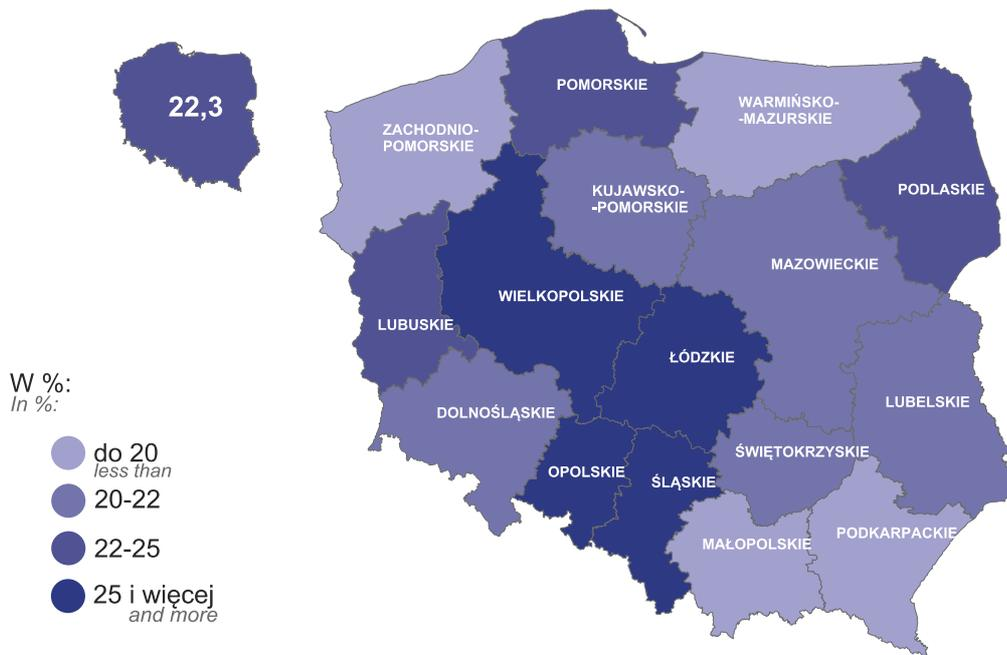 22,3
POMORSKIE
WARMIŃSKO-
-MAZURSKIE
ZACHODNIO-
POMORSKIE
PODLASKIE
KUJAWSKO-
-POMORSKIE
MAZOWIECKIE
WIELKOPOLSKIE
LUBUSKIE
ŁÓDZKIE
W %:
In %:
LUBELSKIE
DOLNOŚLĄSKIE
do 20
less than
ŚWIĘTOKRZYSKIE
OPOLSKIE
ŚLĄSKIE
20-22
PODKARPACKIE
MAŁOPOLSKIE
22-25
25 i więcej
and more